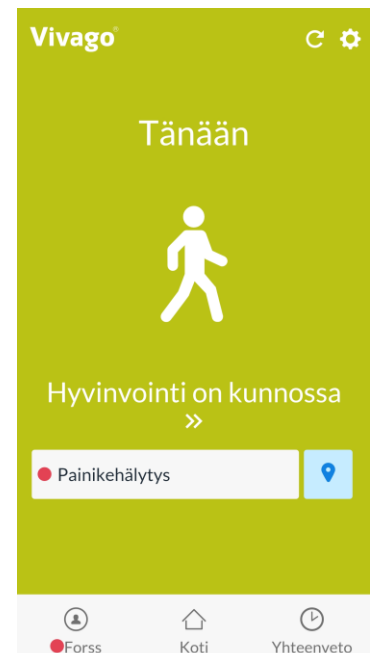 Vivago®
Tänään
Hyvinvointi on kunnossa
»
Painikehälytys
Forss
Koti
Yhteenveto